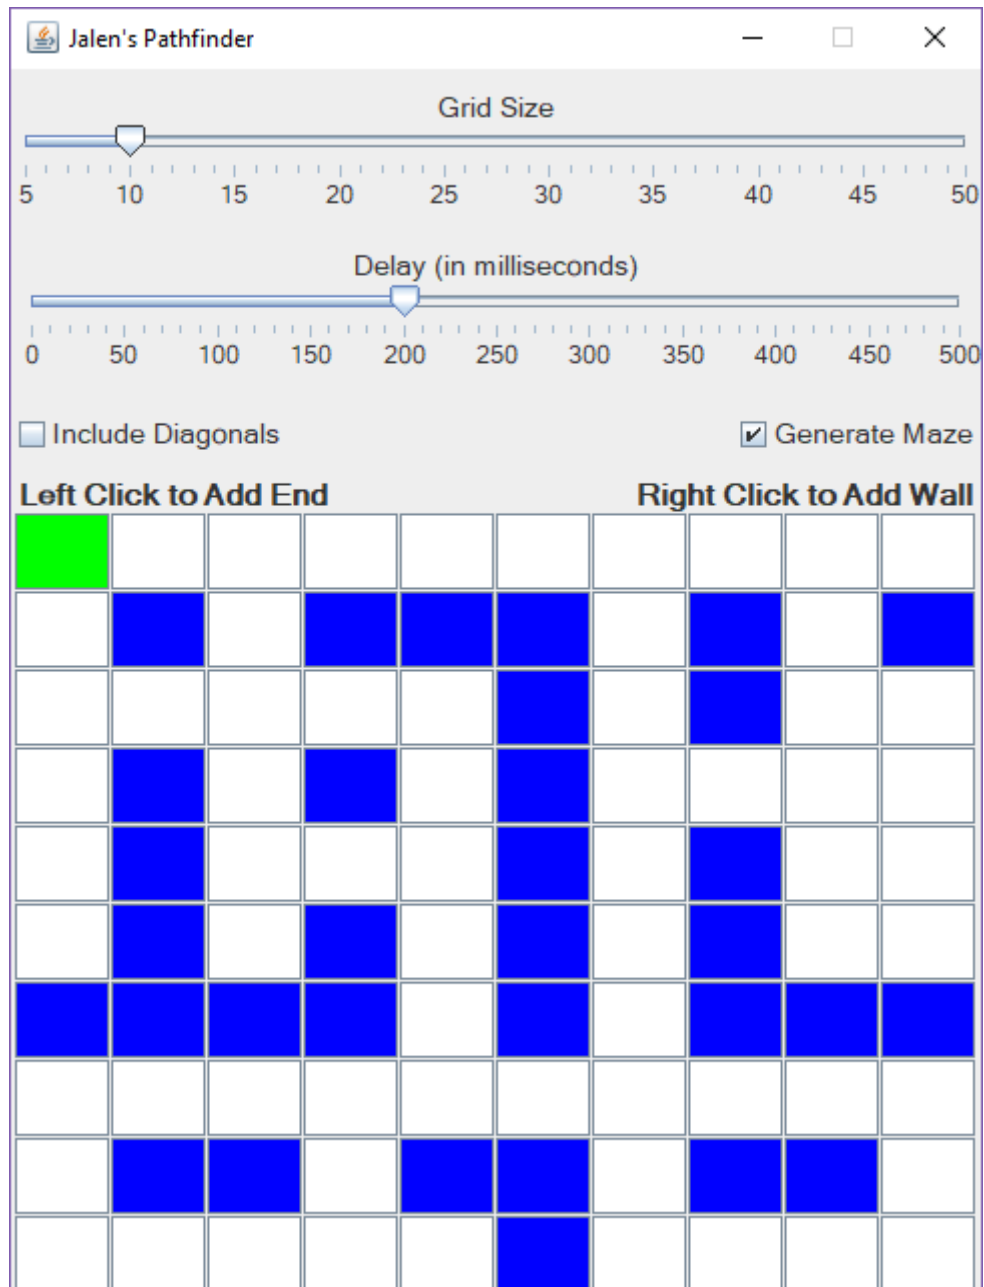 Jalen's Pathfinder
Grid Size
5 10 15 20 25 30 35 40 45 50
Delay (in milliseconds)
0 50 100 150 200 250 300 350 400 450 500
Include Diagonals Generate Maze
Left Click to Add End Right Click to Add Wall